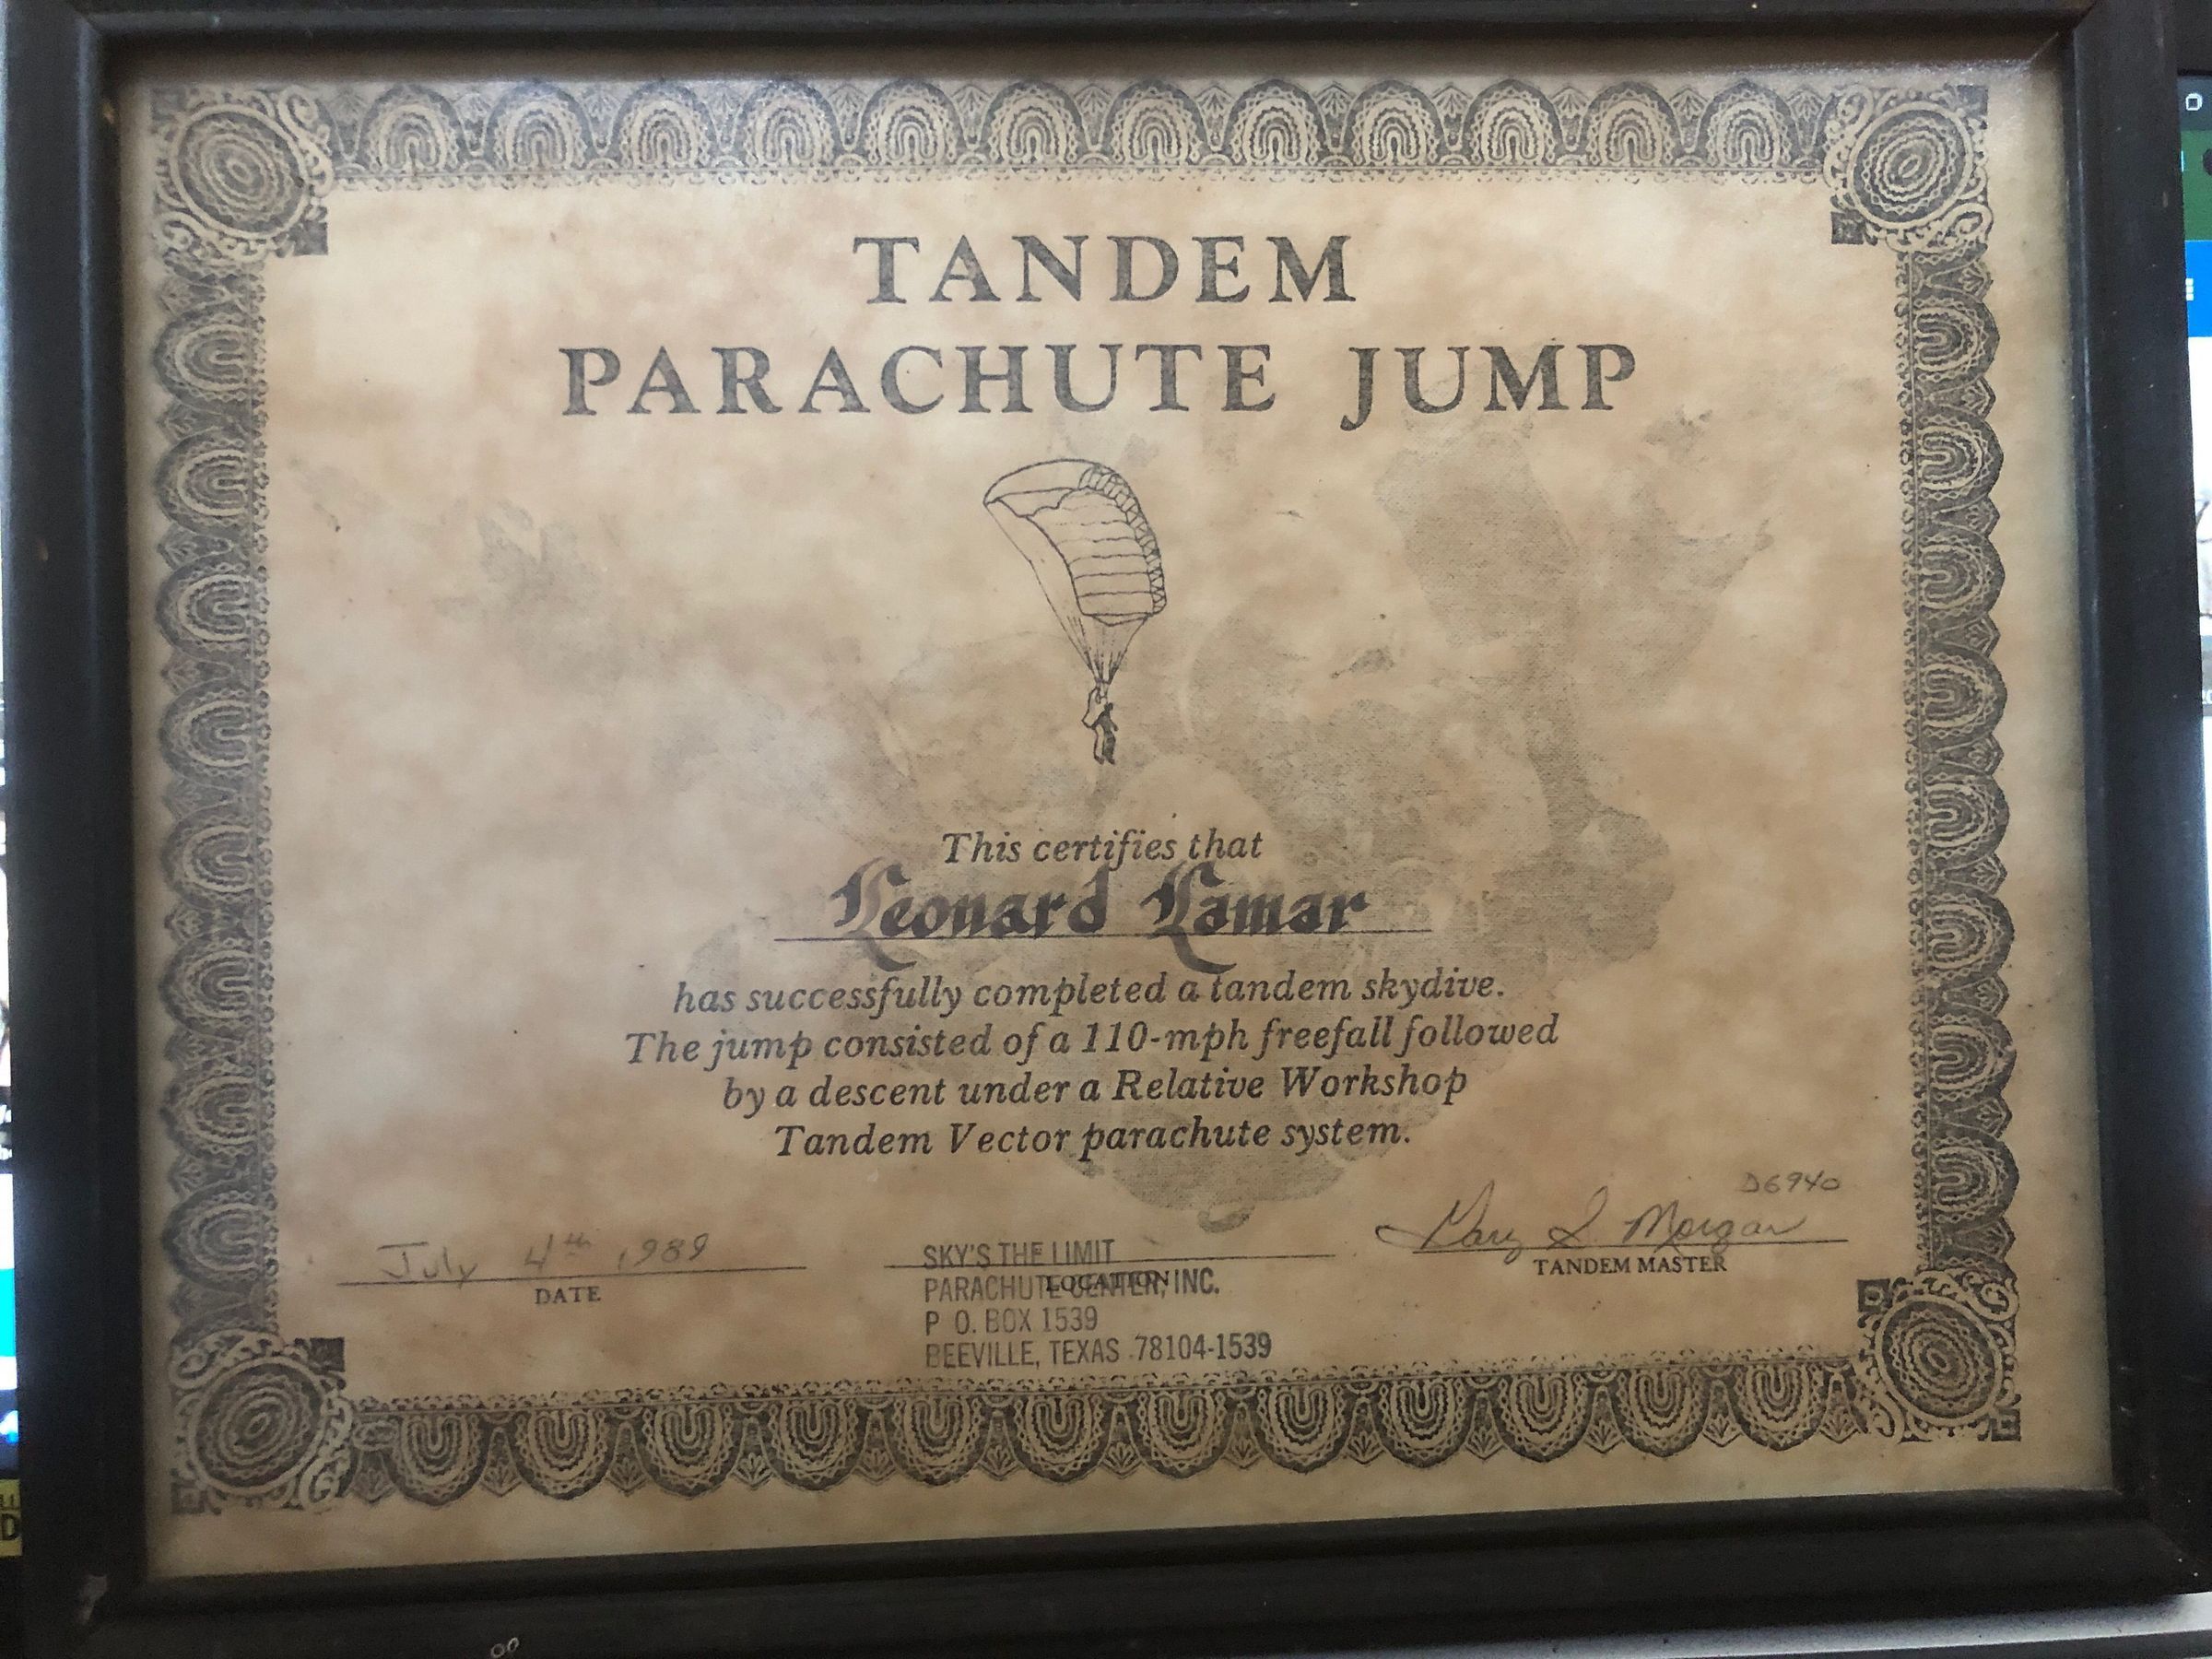 TANDEM
PARACHUTE JUMP
This certifies that
Leonard Lamar
has successfully completed a tandem skydive.
The jump consisted of a 110-mph freefall followed
by a descent under a Relative Workshop
Tandem Vector parachute system.
July 4th 1989
DATE
SKY'S THE LIMIT
PARACHUTE CENTER, INC.
LOCATION
P O. BOX 1539
BEEVILLE, TEXAS 78104-1539
D6940
Gary L Morgan
TANDEM MASTER